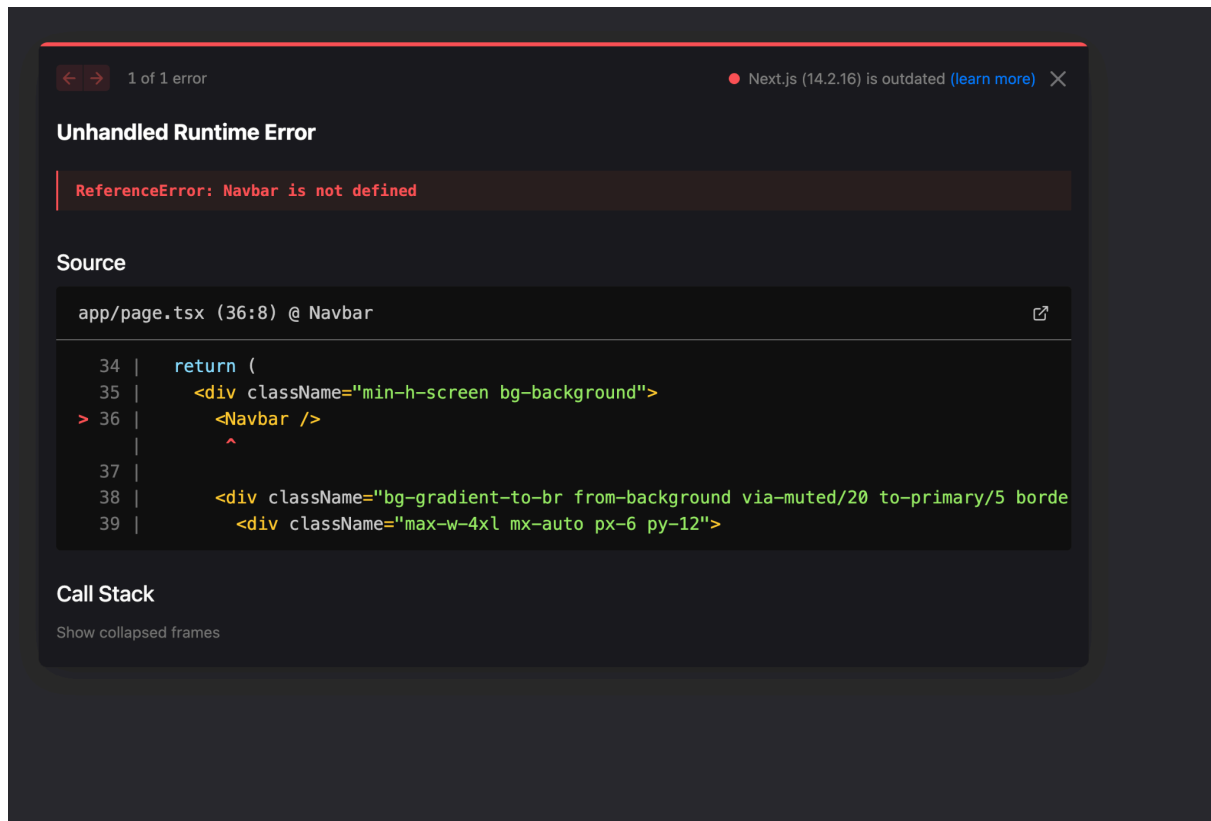 1 of 1 error
Next.js (14.2.16) is outdated (learn more)
Unhandled Runtime Error
ReferenceError: Navbar is not defined
Source
app/page.tsx (36:8) @ Navbar
34 |   return (
35 |     <div className="min-h-screen bg-background">
> 36 |       <Navbar />
|        ^
37 |
38 |       <div className="bg-gradient-to-br from-background via-muted/20 to-primary/5 borde
39 |         <div className="max-w-4xl mx-auto px-6 py-12">
Call Stack
Show collapsed frames